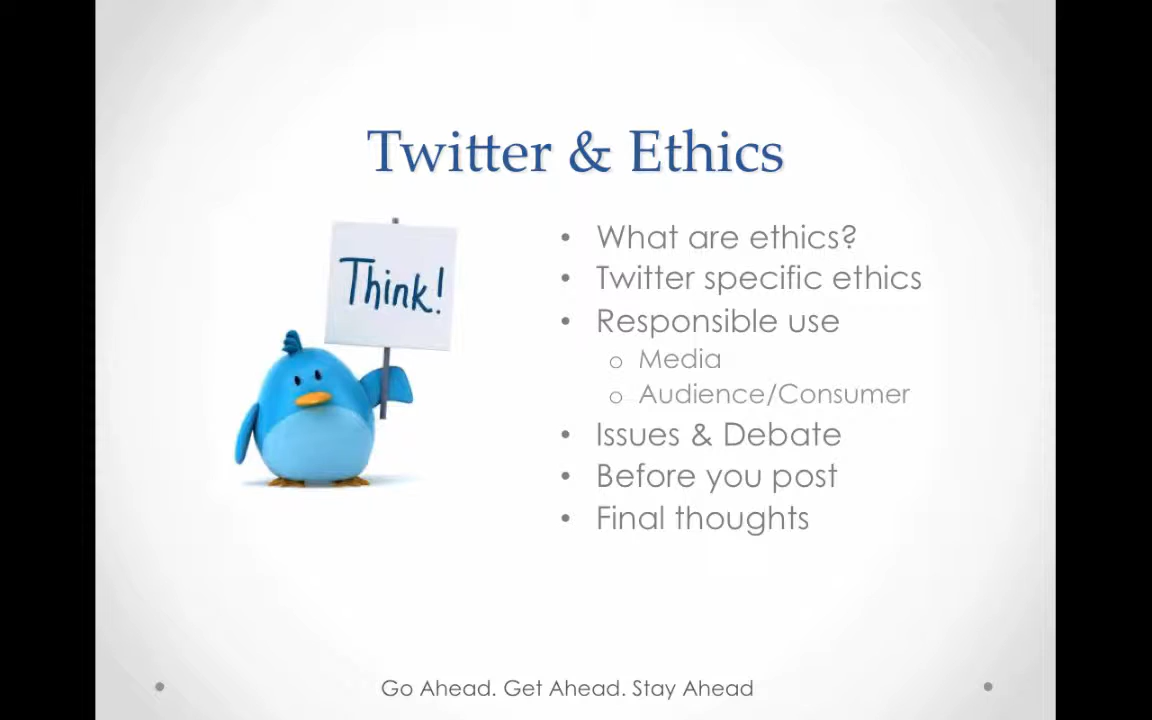 Twitter & Ethics
Think!
• What are ethics?
• Twitter specific ethics
• Responsible use
o Media
o Audience/Consumer
• Issues & Debate
• Before you post
• Final thoughts
Go Ahead. Get Ahead. Stay Ahead